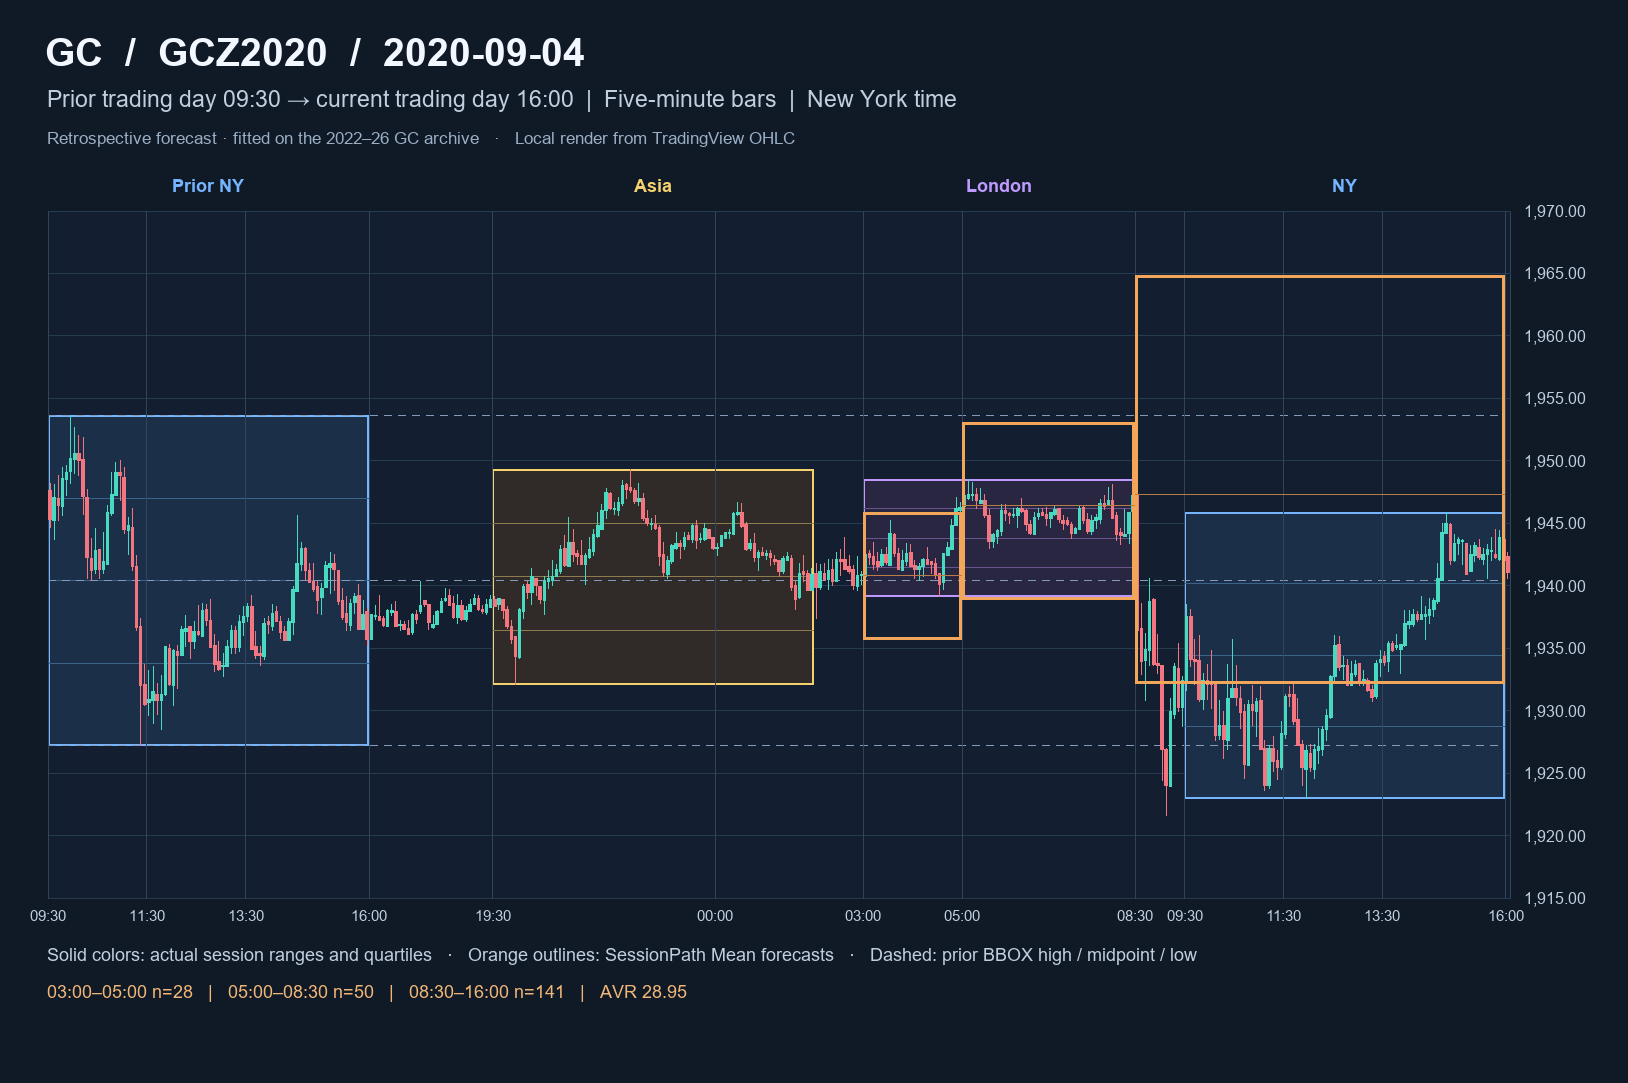 GC / GCZ2020 / 2020-09-04
Prior trading day 09:30 → current trading day 16:00 | Five-minute bars | New York time
Retrospective forecast · fitted on the 2022–26 GC archive · Local render from TradingView OHLC
Prior NY Asia London NY
1,970.00
1,965.00
1,960.00
1,955.00
1,950.00
1,945.00
1,940.00
1,935.00
1,930.00
1,925.00
1,920.00
1,915.00
09:30 11:30 13:30 16:00 19:30 00:00 03:00 05:00 08:30 09:30 11:30 13:30 16:00
Solid colors: actual session ranges and quartiles · Orange outlines: SessionPath Mean forecasts · Dashed: prior BBOX high / midpoint / low
03:00–05:00 n=28 | 05:00–08:30 n=50 | 08:30–16:00 n=141 | AVR 28.95